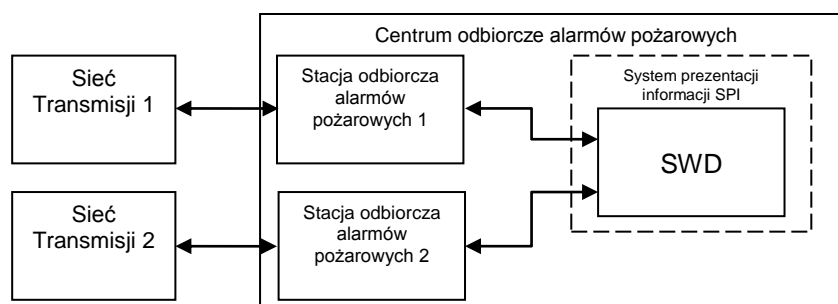 Centrum odbiorcze alarmów pożarowych
Sieć
Transmisji 1
Stacja odbiorcza
alarmów
pożarowych 1
System prezentacji
informacji SPI
SWD
Sieć
Transmisji 2
Stacja odbiorcza
alarmów
pożarowych 2